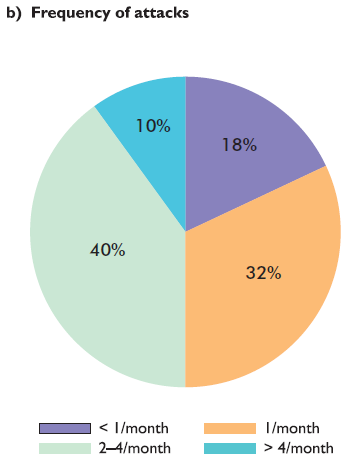 b) Frequency of attacks
10%
18%
40%
32%
< 1/month 1/month
2–4/month > 4/month